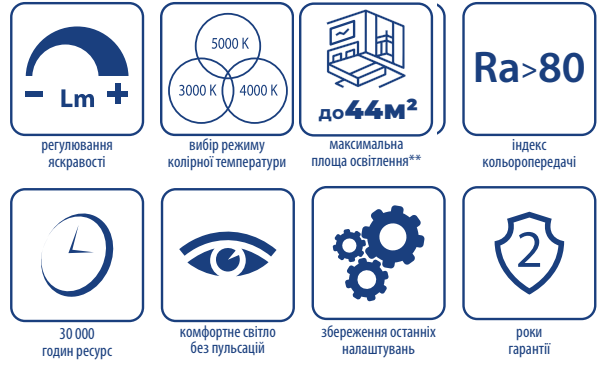 - Lm +
5000 K
3000 K
4000 K
до44м²
Ra>80
регулювання
яскравості
вибір режиму
колірної температури
максимальна
площа освітлення**
індекс
кольоропередачі
2
30 000
годин ресурс
комфортне світло
без пульсацій
збереження останніх
налаштувань
роки
гарантії